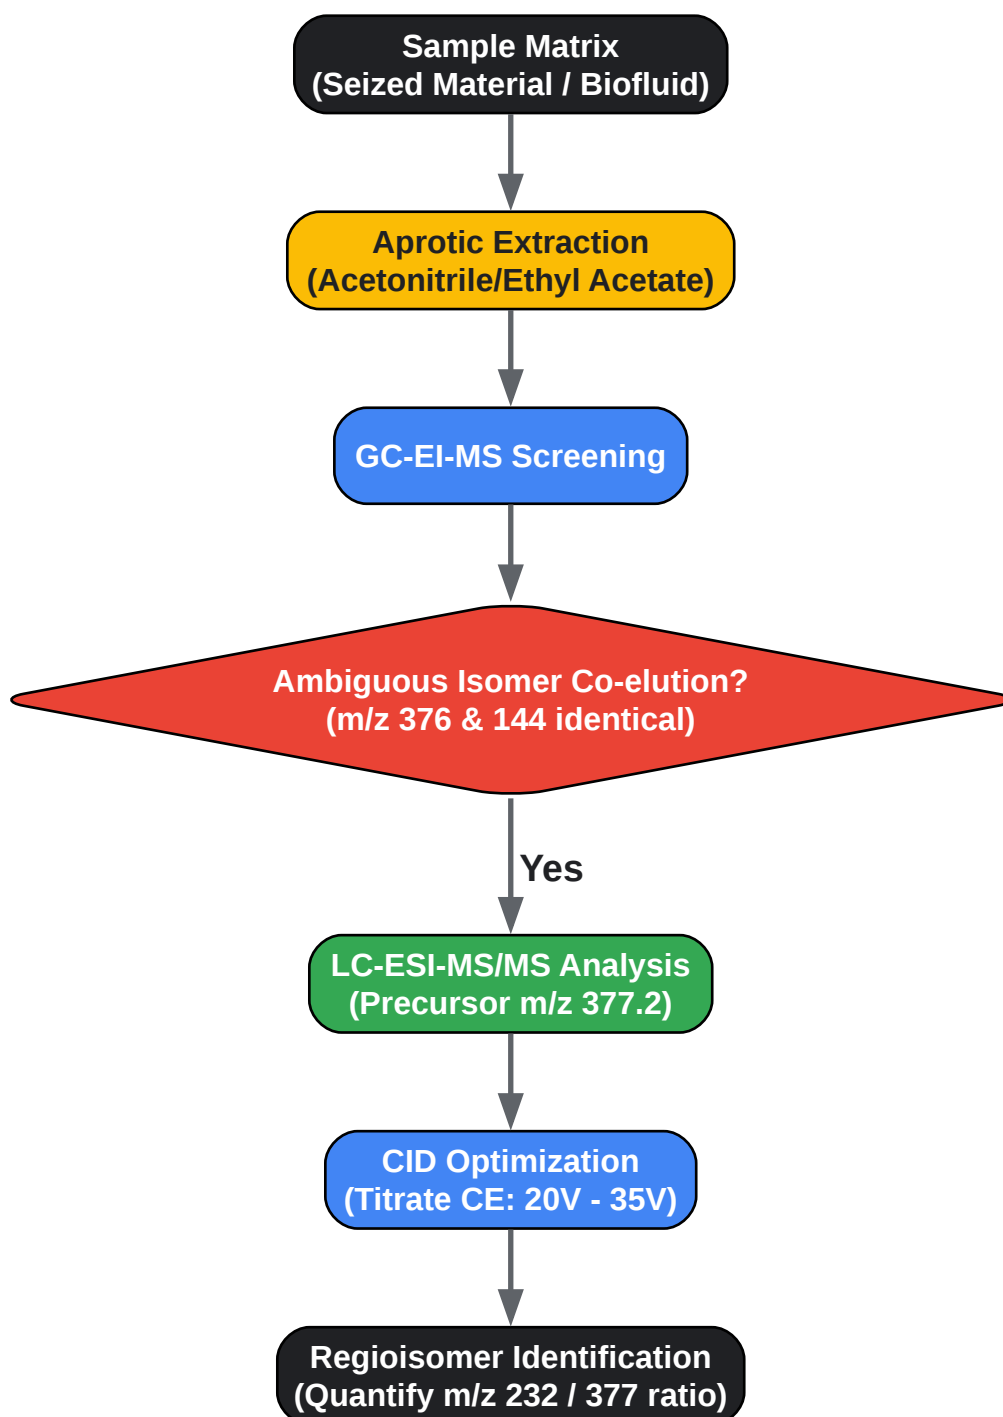 Sample Matrix
(Seized Material / Biofluid)
Aprotic Extraction
(Acetonitrile/Ethyl Acetate)
GC-EI-MS Screening
Ambiguous Isomer Co-elution?
(m/z 376 & 144 identical)
Yes
LC-ESI-MS/MS Analysis
(Precursor m/z 377.2)
CID Optimization
(Titrate CE: 20V - 35V)
Regioisomer Identification
(Quantify m/z 232 / 377 ratio)